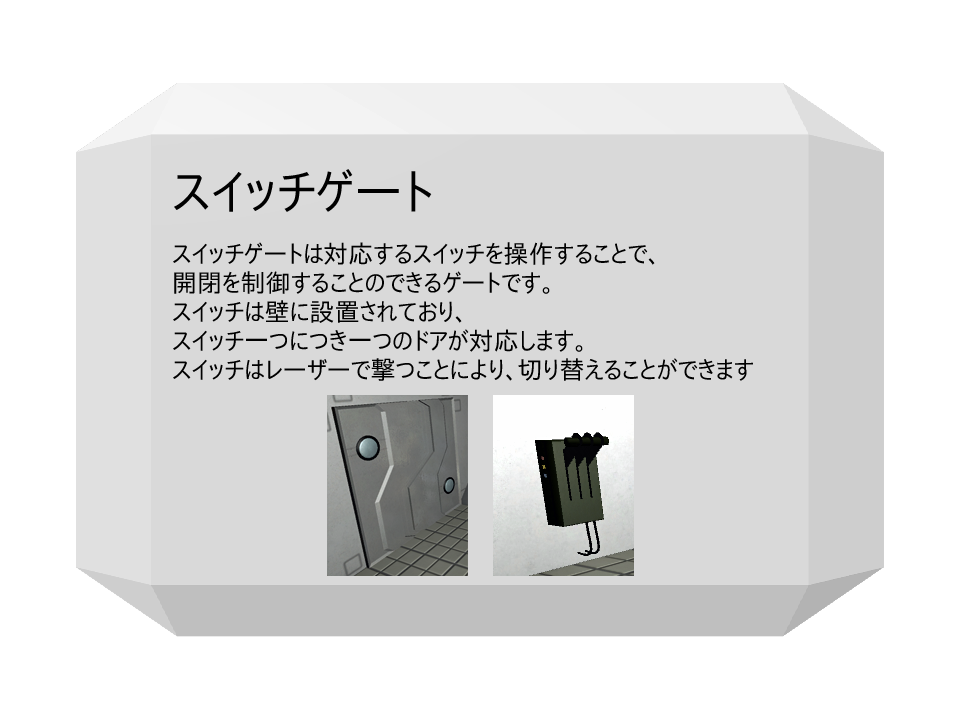 スイッチゲート
スイッチゲートは対応するスイッチを操作することで、
開閉を制御することのできるゲートです。
スイッチは壁に設置されており、
スイッチ一つにつき一つのドアが対応します。
スイッチはレーザーで撃つことにより、切り替えることができます